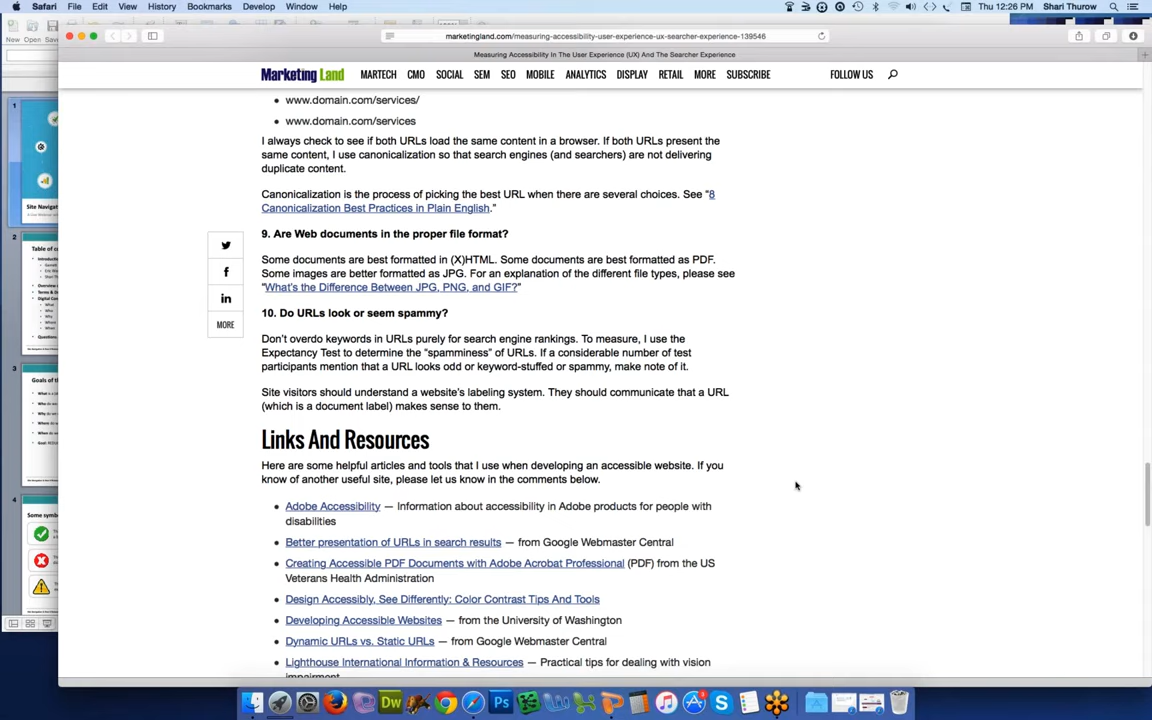 Safari File Edit View History Bookmarks Develop Window Help Thu 12:26 PM Shari Thurow
marketingland.com/measuring-accessibility-user-experience-ux-searcher-experience-139546
Measuring Accessibility In The User Experience (UX) And The Searcher Experience
New Open
Marketing Land MARTECH CMO SOCIAL SEM SEO MOBILE ANALYTICS DISPLAY RETAIL MORE SUBSCRIBE FOLLOW US
• www.domain.com/services/
• www.domain.com/services
I always check to see if both URLs load the same content in a browser. If both URLs present the
same content, I use canonicalization so that search engines (and searchers) are not delivering
duplicate content.
Canonicalization is the process of picking the best URL when there are several choices. See “8
Canonicalization Best Practices in Plain English.”
9. Are Web documents in the proper file format?
Some documents are best formatted in (X)HTML. Some documents are best formatted as PDF.
Some images are better formatted as JPG. For an explanation of the different file types, please see
“What’s the Difference Between JPG, PNG, and GIF?”
10. Do URLs look or seem spammy?
MORE
Don’t overdo keywords in URLs purely for search engine rankings. To measure, I use the
Expectancy Test to determine the “spamminess” of URLs. If a considerable number of test
participants mention that a URL looks odd or keyword-stuffed or spammy, make note of it.
Site visitors should understand a website’s labeling system. They should communicate that a URL
(which is a document label) makes sense to them.
Links And Resources
Here are some helpful articles and tools that I use when developing an accessible website. If you
know of another useful site, please let us know in the comments below.
• Adobe Accessibility — Information about accessibility in Adobe products for people with
disabilities
• Better presentation of URLs in search results — from Google Webmaster Central
• Creating Accessible PDF Documents with Adobe Acrobat Professional (PDF) from the US
Veterans Health Administration
• Design Accessibly, See Differently: Color Contrast Tips And Tools
• Developing Accessible Websites — from the University of Washington
• Dynamic URLs vs. Static URLs — from Google Webmaster Central
• Lighthouse International Information & Resources — Practical tips for dealing with vision
impairment
1
Site Navigat
2
Table of c
3
Goals of t
4
Some symb
Dw
Ps